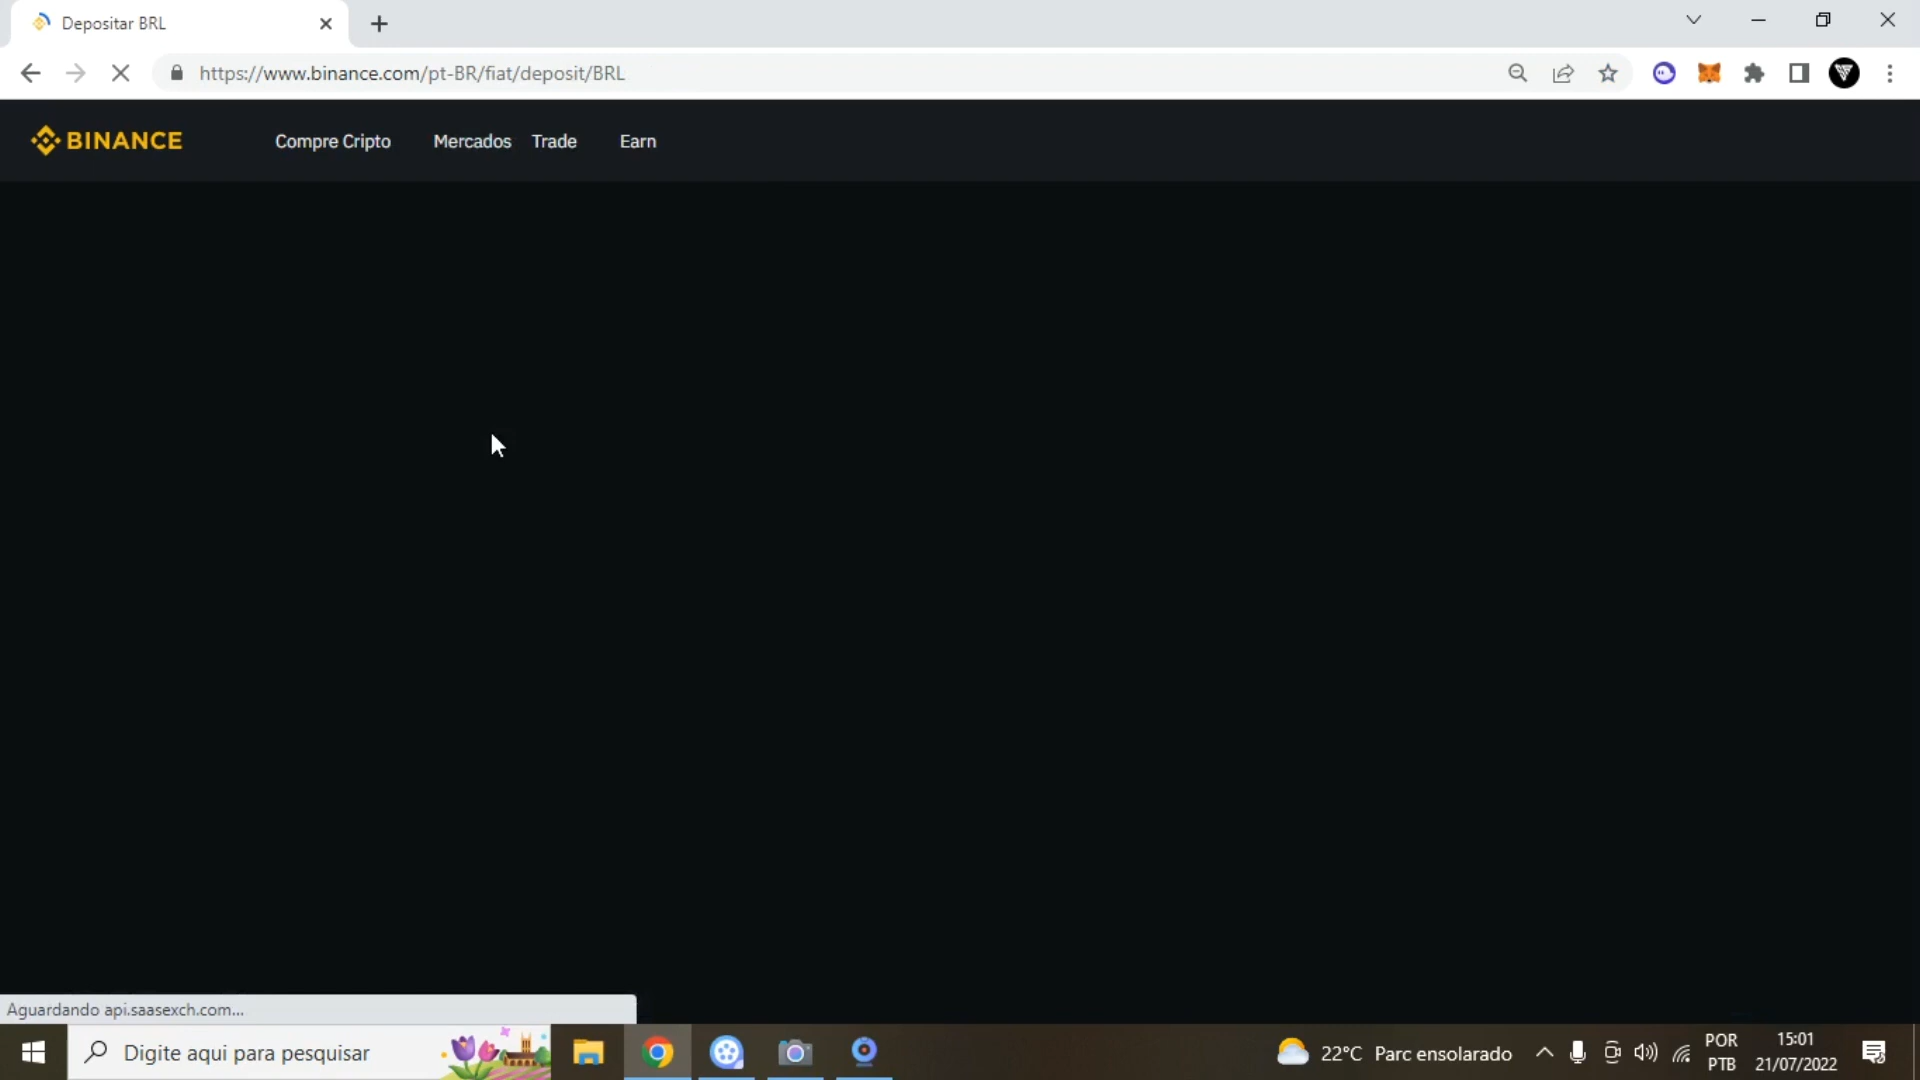 Depositar BRL
https://www.binance.com/pt-BR/fiat/deposit/BRL
BINANCE Compre Cripto Mercados Trade Earn
Aguardando api.saasexch.com...
Digite aqui para pesquisar
22°C Parc ensolarado
POR
PTB
15:01
21/07/2022